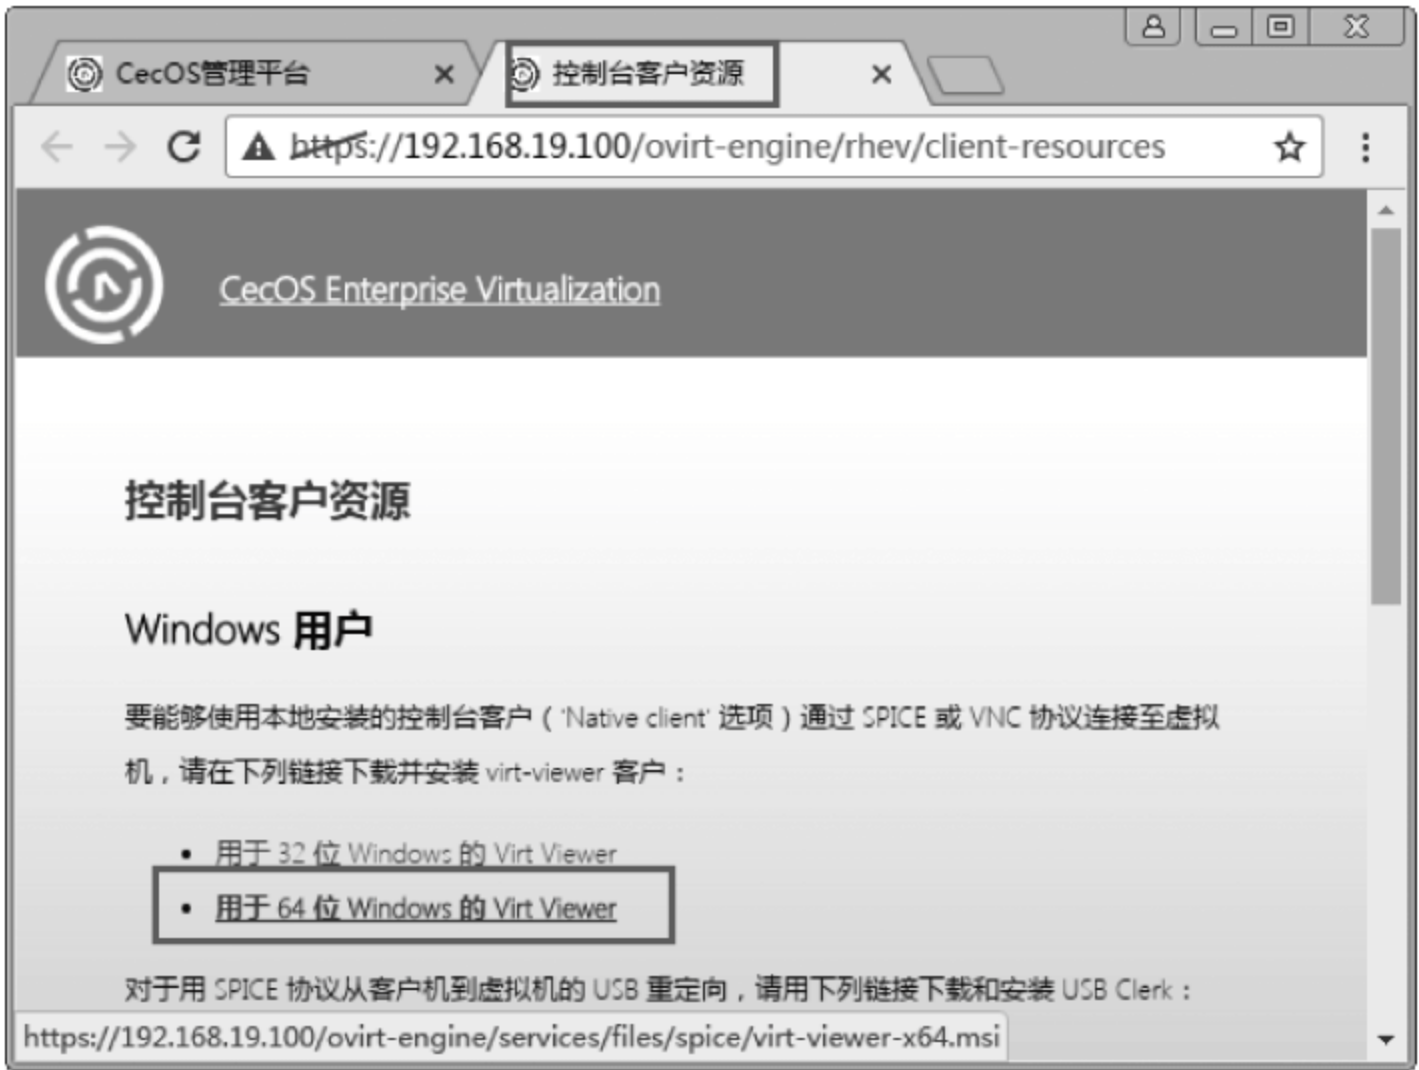 CecOS管理平台
控制台客户资源
https://192.168.19.100/ovirt-engine/rhev/client-resources
CecOS Enterprise Virtualization
控制台客户资源
Windows 用户
要能够使用本地安装的控制台客户（ 'Native client' 选项 ）通过 SPICE 或 VNC 协议连接至虚拟
机，请在下列链接下载并安装 virt-viewer 客户：
• 用于 32 位 Windows 的 Virt Viewer
• 用于 64 位 Windows 的 Virt Viewer
对于用 SPICE 协议从客户机到虚拟机的 USB 重定向，请用下列链接下载和安装 USB Clerk：
https://192.168.19.100/ovirt-engine/services/files/spice/virt-viewer-x64.msi